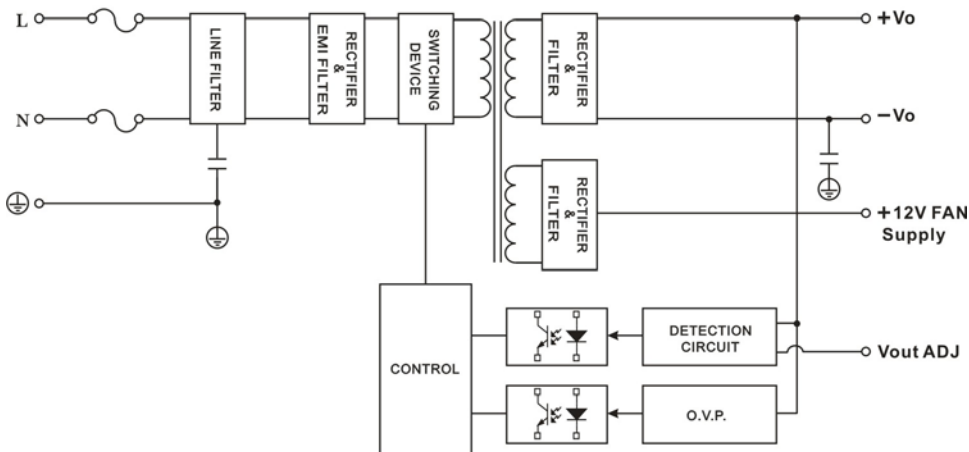 L
LINE FILTER
RECTIFIER
&
EMI FILTER
SWITCHING
DEVICE
RECTIFIER
&
FILTER
+Vo
N
−Vo
RECTIFIER
&
FILTER
+12V FAN
Supply
CONTROL
DETECTION
CIRCUIT
Vout ADJ
O.V.P.